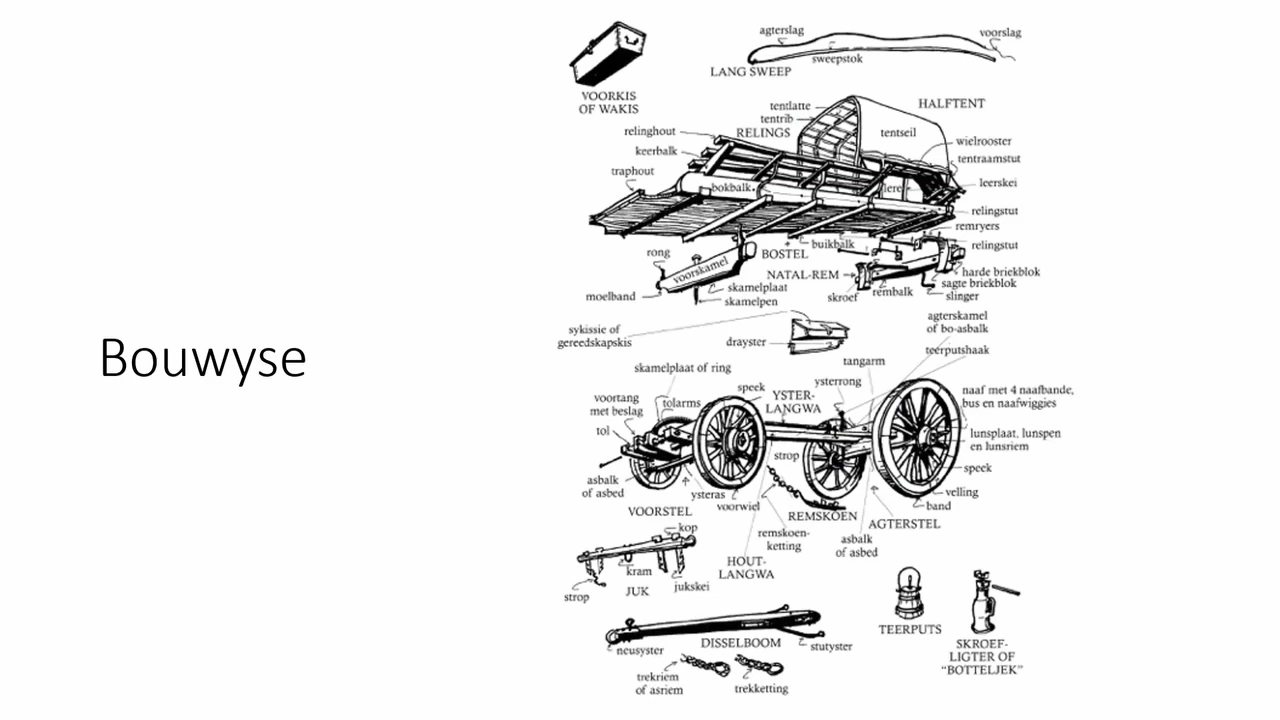 Bouwyse
VOORKIS
OF WAKIS
agterslag
voorslag
sweepstok
LANG SWEEP
HALFTENT
tentlatte
tentrib
RELINGS
tentseil
relinghout
keerbalk
traphout
wielrooster
tentraamstut
bokbalk
lere
leerskei
relingstut
remryers
relingstut
buikbalk
BOSTEL
rong
voorskamel
NATAL-REM
harde briekblok
sagte briekblok
slinger
skamelplaat
skamelpen
moelband
skroef
rembalk
agterskamel
of bo-asbalk
sykissie of
gereedskapskis
drayster
teerputshaak
tangarm
skamelplaat of ring
ysterrong
speek
YSTER-
LANGWA
naaf met 4 naafbande,
bus en naafwiggies
voortang
met beslag
tolarms
tol
lunsplaat, lunspen
en lunsriem
strop
speek
asbalk
of asbed
ysteras
voorwiel
velling
band
VOORSTEL
REMSKOEN
AGTERSTEL
kop
remskoen-
ketting
asbalk
of asbed
HOUT-
LANGWA
kram
jukskei
strop
JUK
TEERPUTS
DISSELBOOM
neusyster
stutyster
SKROEF-
LIGTER OF
“BOTTELJEK”
trekriem
of asriem
trekketting